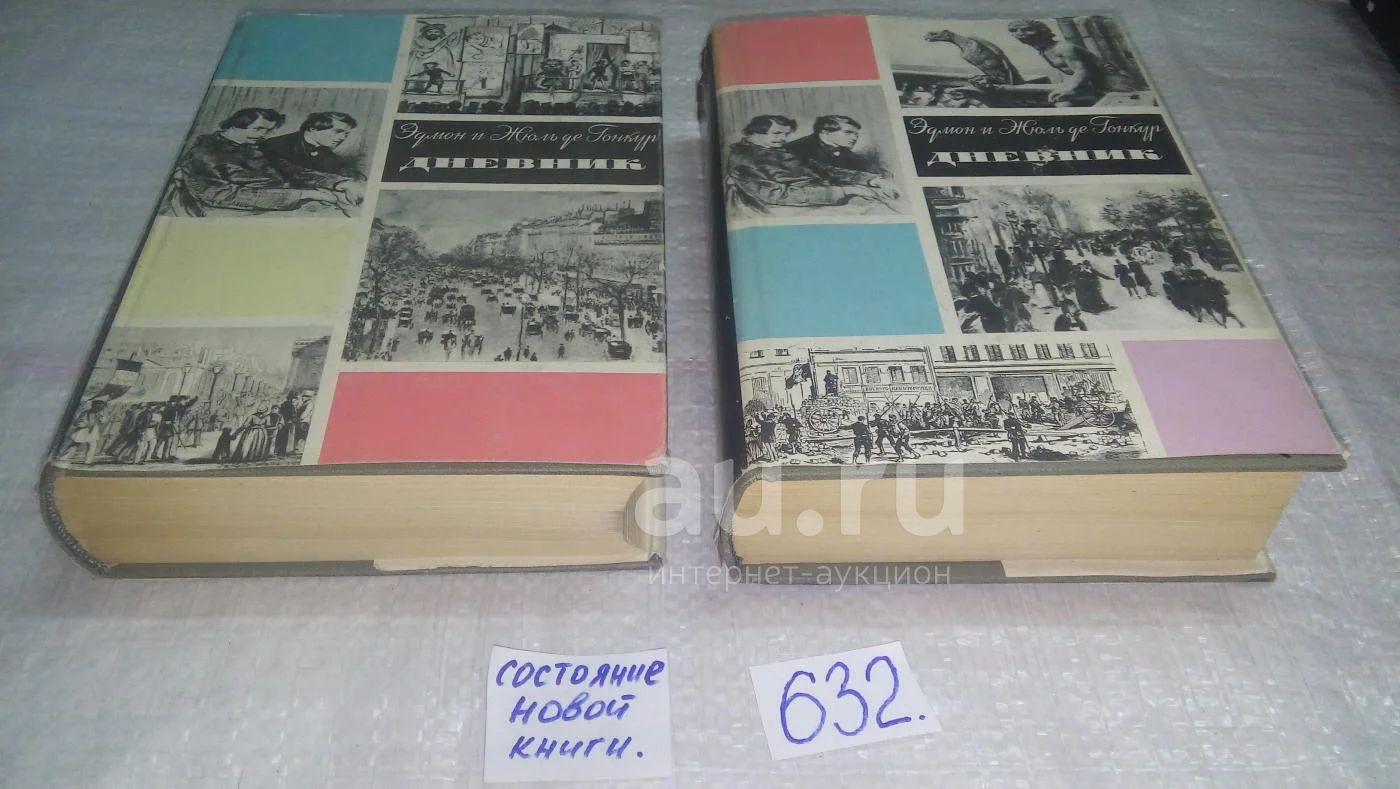 Эдмон и Жюль де Гонкур
ДНЕВНИК
Эдмон и Жюль де Гонкур
ДНЕВНИК
au.ru
интернет-аукцион
состояние
новой
книги.
632.